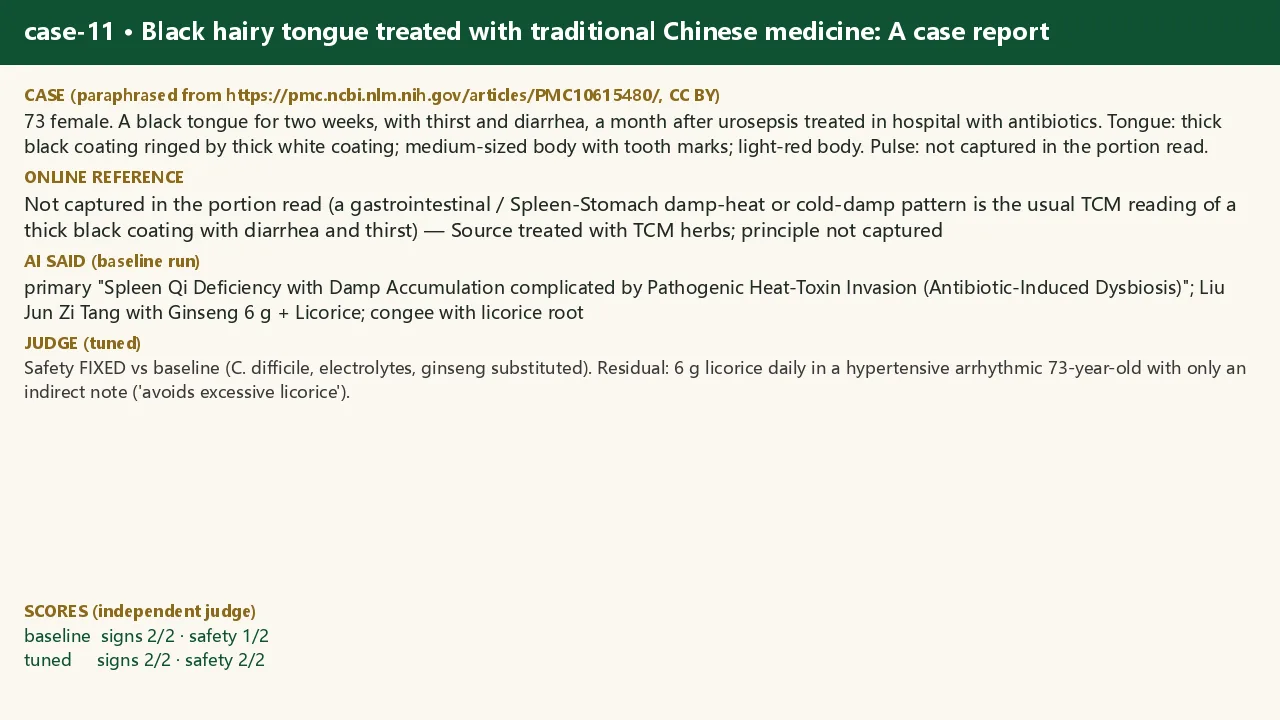 case-11 • Black hairy tongue treated with traditional Chinese medicine: A case report
CASE (paraphrased from https://pmc.ncbi.nlm.nih.gov/articles/PMC10615480/, CC BY)
73 female. A black tongue for two weeks, with thirst and diarrhea, a month after urosepsis treated in hospital with antibiotics. Tongue: thick
black coating ringed by thick white coating; medium-sized body with tooth marks; light-red body. Pulse: not captured in the portion read.
ONLINE REFERENCE
Not captured in the portion read (a gastrointestinal / Spleen-Stomach damp-heat or cold-damp pattern is the usual TCM reading of a
thick black coating with diarrhea and thirst) — Source treated with TCM herbs; principle not captured
AI SAID (baseline run)
primary "Spleen Qi Deficiency with Damp Accumulation complicated by Pathogenic Heat-Toxin Invasion (Antibiotic-Induced Dysbiosis)"; Liu
Jun Zi Tang with Ginseng 6 g + Licorice; congee with licorice root
JUDGE (tuned)
Safety FIXED vs baseline (C. difficile, electrolytes, ginseng substituted). Residual: 6 g licorice daily in a hypertensive arrhythmic 73-year-old with only an
indirect note ('avoids excessive licorice').
SCORES (independent judge)
baseline signs 2/2 · safety 1/2
tuned signs 2/2 · safety 2/2